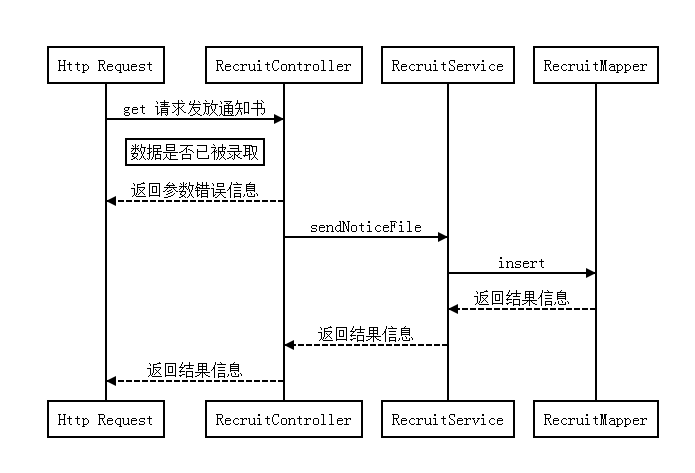 Http Request
RecruitController
RecruitService
RecruitMapper
get 请求发放通知书
数据是否已被录取
返回参数错误信息
sendNoticeFile
insert
返回结果信息
返回结果信息
返回结果信息
Http Request
RecruitController
RecruitService
RecruitMapper